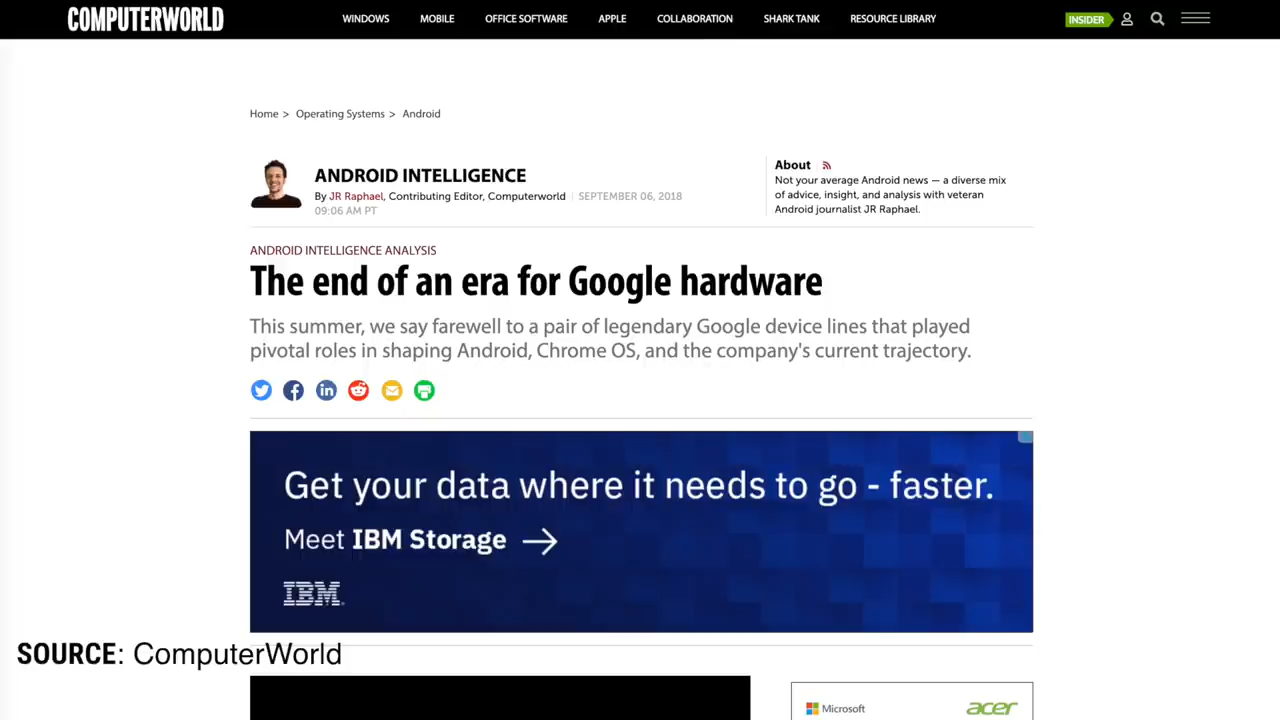 COMPUTERWORLD
WINDOWS MOBILE OFFICE SOFTWARE APPLE COLLABORATION SHARK TANK RESOURCE LIBRARY
INSIDER
Home > Operating Systems > Android
ANDROID INTELLIGENCE
By JR Raphael, Contributing Editor, Computerworld | SEPTEMBER 06, 2018
09:06 AM PT
About
Not your average Android news — a diverse mix
of advice, insight, and analysis with veteran
Android journalist JR Raphael.
ANDROID INTELLIGENCE ANALYSIS
The end of an era for Google hardware
This summer, we say farewell to a pair of legendary Google device lines that played
pivotal roles in shaping Android, Chrome OS, and the company's current trajectory.
Get your data where it needs to go - faster.
Meet IBM Storage →
IBM.
SOURCE: ComputerWorld
Microsoft acer